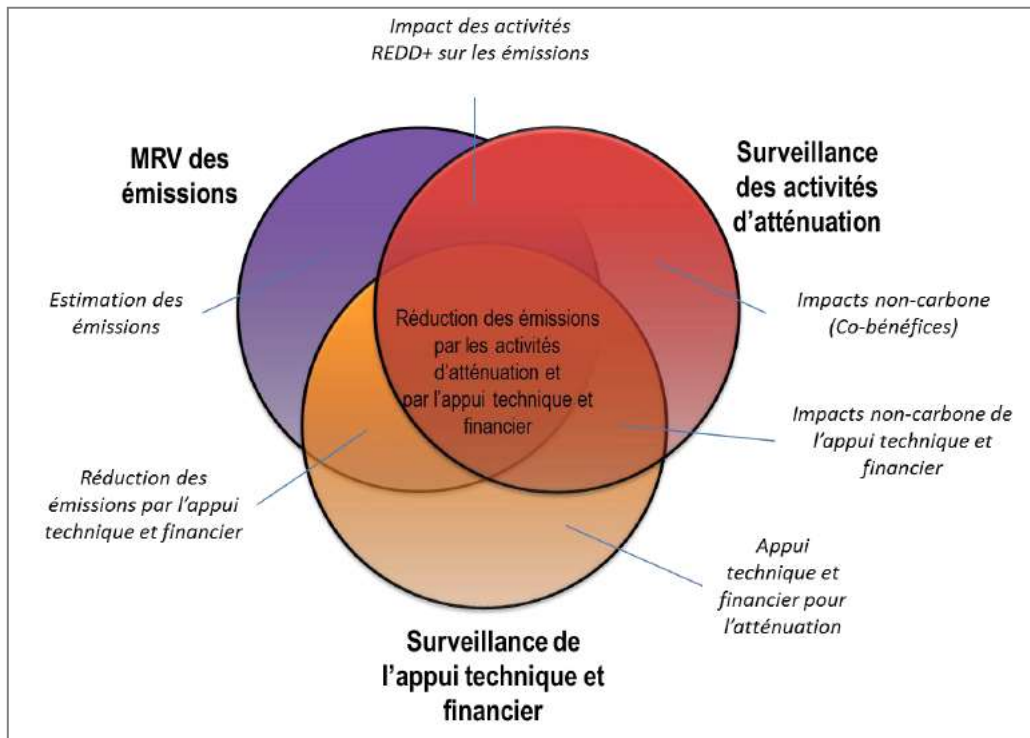 Impact des activités
REDD+ sur les émissions
MRV des
émissions
Surveillance
des activités
d'atténuation
Estimation des
émissions
Réduction des émissions
par les activités
d'atténuation et
par l'appui technique et
financier
Impacts non-carbone
(Co-bénéfices)
Impacts non-carbone de
l'appui technique et
financier
Réduction des
émissions par l'appui
technique et financier
Appui
technique et
financier pour
l'atténuation
Surveillance de
l'appui technique et
financier